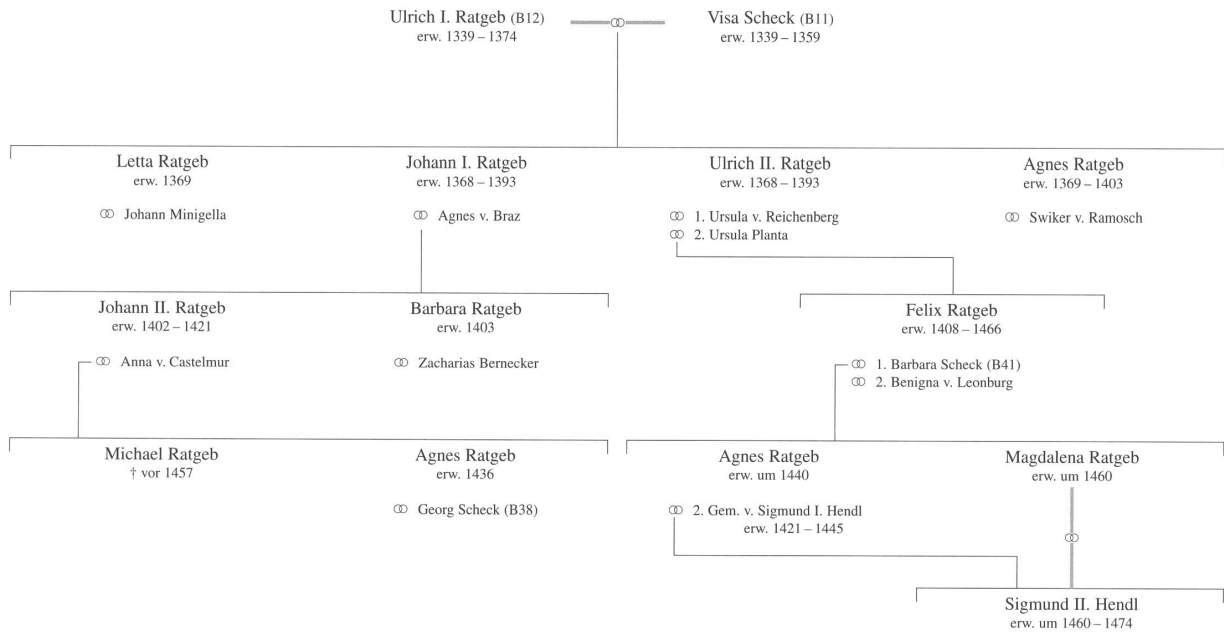 Ulrich I. Ratgeb (B12)
erw. 1339 – 1374
Visa Scheck (B11)
erw. 1339 – 1359
Letta Ratgeb
erw. 1369
Johann Minigella
Johann I. Ratgeb
erw. 1368 – 1393
Agnes v. Braz
Ulrich II. Ratgeb
erw. 1368 – 1393
1. Ursula v. Reichenberg
2. Ursula Planta
Agnes Ratgeb
erw. 1369 – 1403
Swiker v. Ramosch
Johann II. Ratgeb
erw. 1402 – 1421
Anna v. Castelmur
Barbara Ratgeb
erw. 1403
Zacharias Bernecker
Felix Ratgeb
erw. 1408 – 1466
1. Barbara Scheck (B41)
2. Benigna v. Leonburg
Michael Ratgeb
† vor 1457
Agnes Ratgeb
erw. 1436
Georg Scheck (B38)
Agnes Ratgeb
erw. um 1440
2. Gem. v. Sigmund I. Hendl
erw. 1421 – 1445
Magdalena Ratgeb
erw. um 1460
Sigmund II. Hendl
erw. um 1460 – 1474